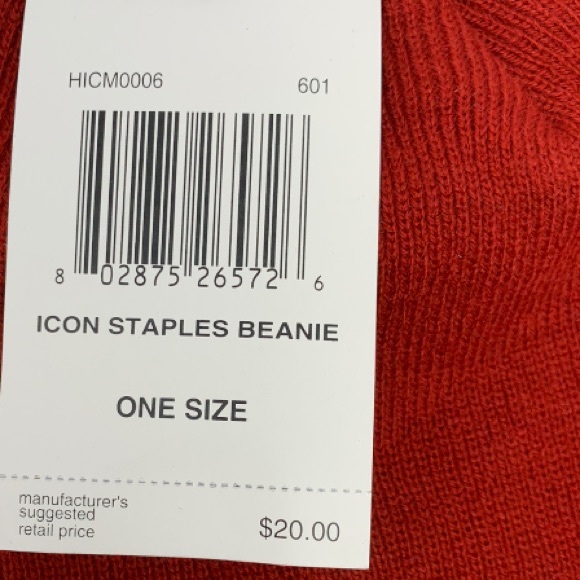 HICM0006 601
8 02875 26572 6
ICON STAPLES BEANIE
ONE SIZE
manufacturer's
suggested
retail price $20.00